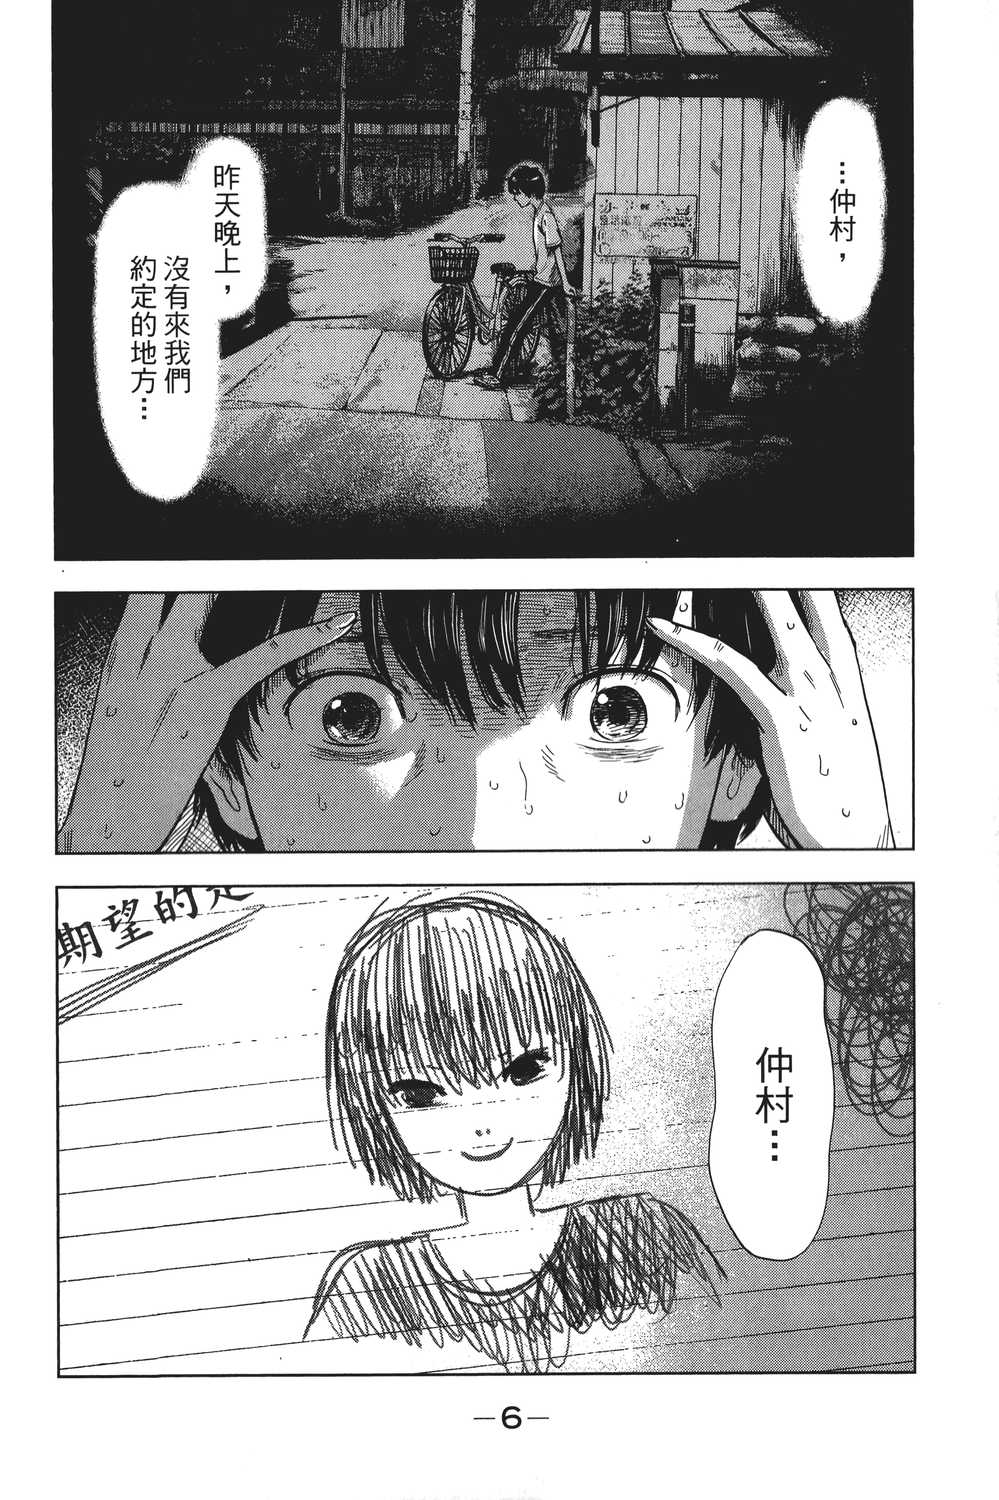 …仲村，
昨天晚上，
沒有來我們
約定的地方…
期望的是
仲村…
—6—